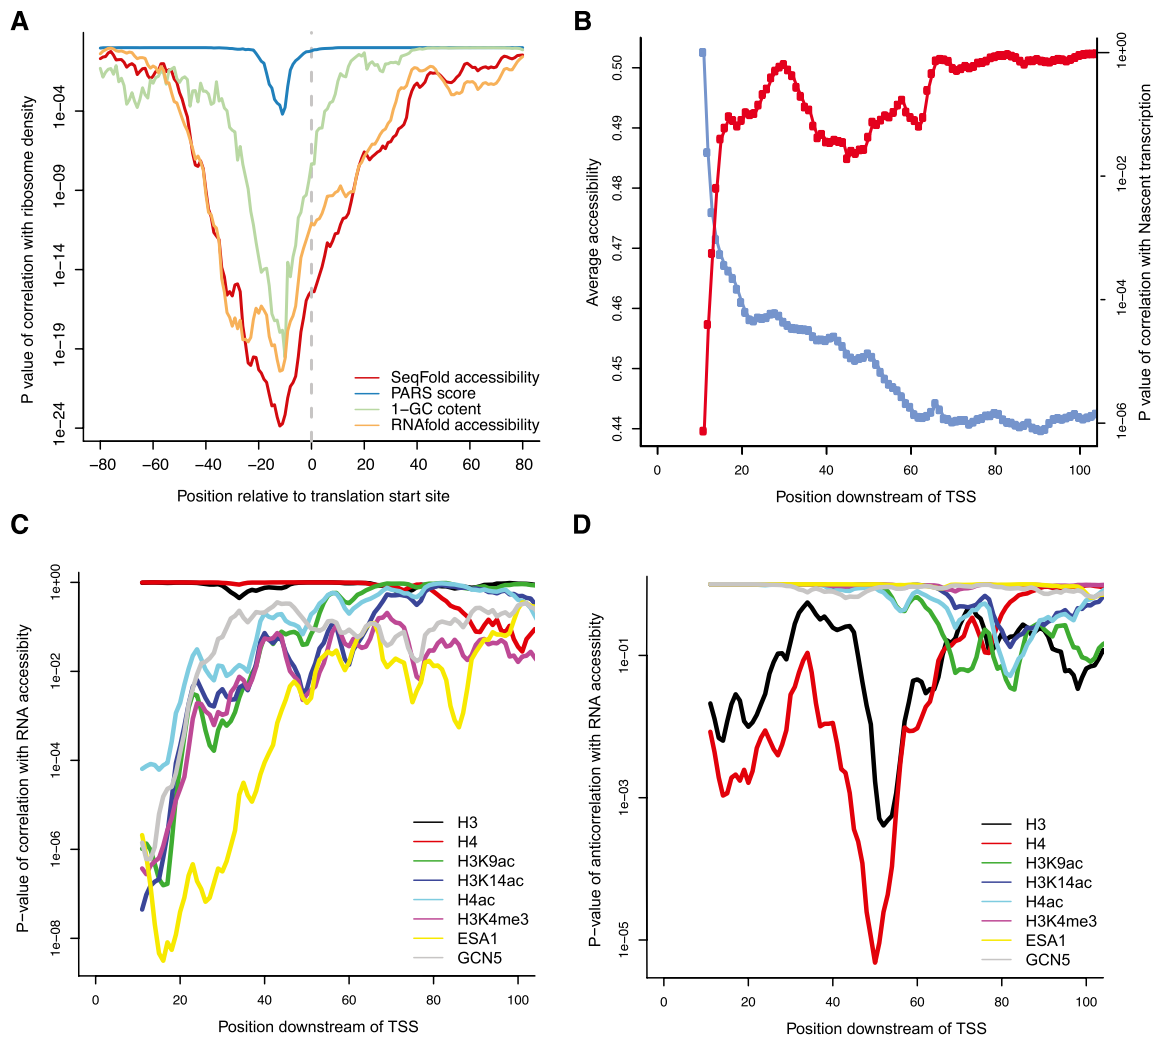 A
P value of correlation with ribosome density
1e−04
1e−09
1e−14
1e−19
1e−24
−80 −60 −40 −20 0 20 40 60 80
Position relative to translation start site
SeqFold accessibility
PARS score
1−GC cotent
RNAfold accessibility
B
Average accessibility
0.50
0.49
0.48
0.47
0.46
0.45
0.44
1e+00
1e−02
1e−04
1e−06
P value of correlation with Nascent transcription
0 20 40 60 80 100
Position downstream of TSS
C
P−value of correlation with RNA accessibity
1e+00
1e−02
1e−04
1e−06
1e−08
0 20 40 60 80 100
Position downstream of TSS
H3
H4
H3K9ac
H3K14ac
H4ac
H3K4me3
ESA1
GCN5
D
P−value of anticorrelation with RNA accessibity
1e−01
1e−03
1e−05
0 20 40 60 80 100
Position downstream of TSS
H3
H4
H3K9ac
H3K14ac
H4ac
H3K4me3
ESA1
GCN5